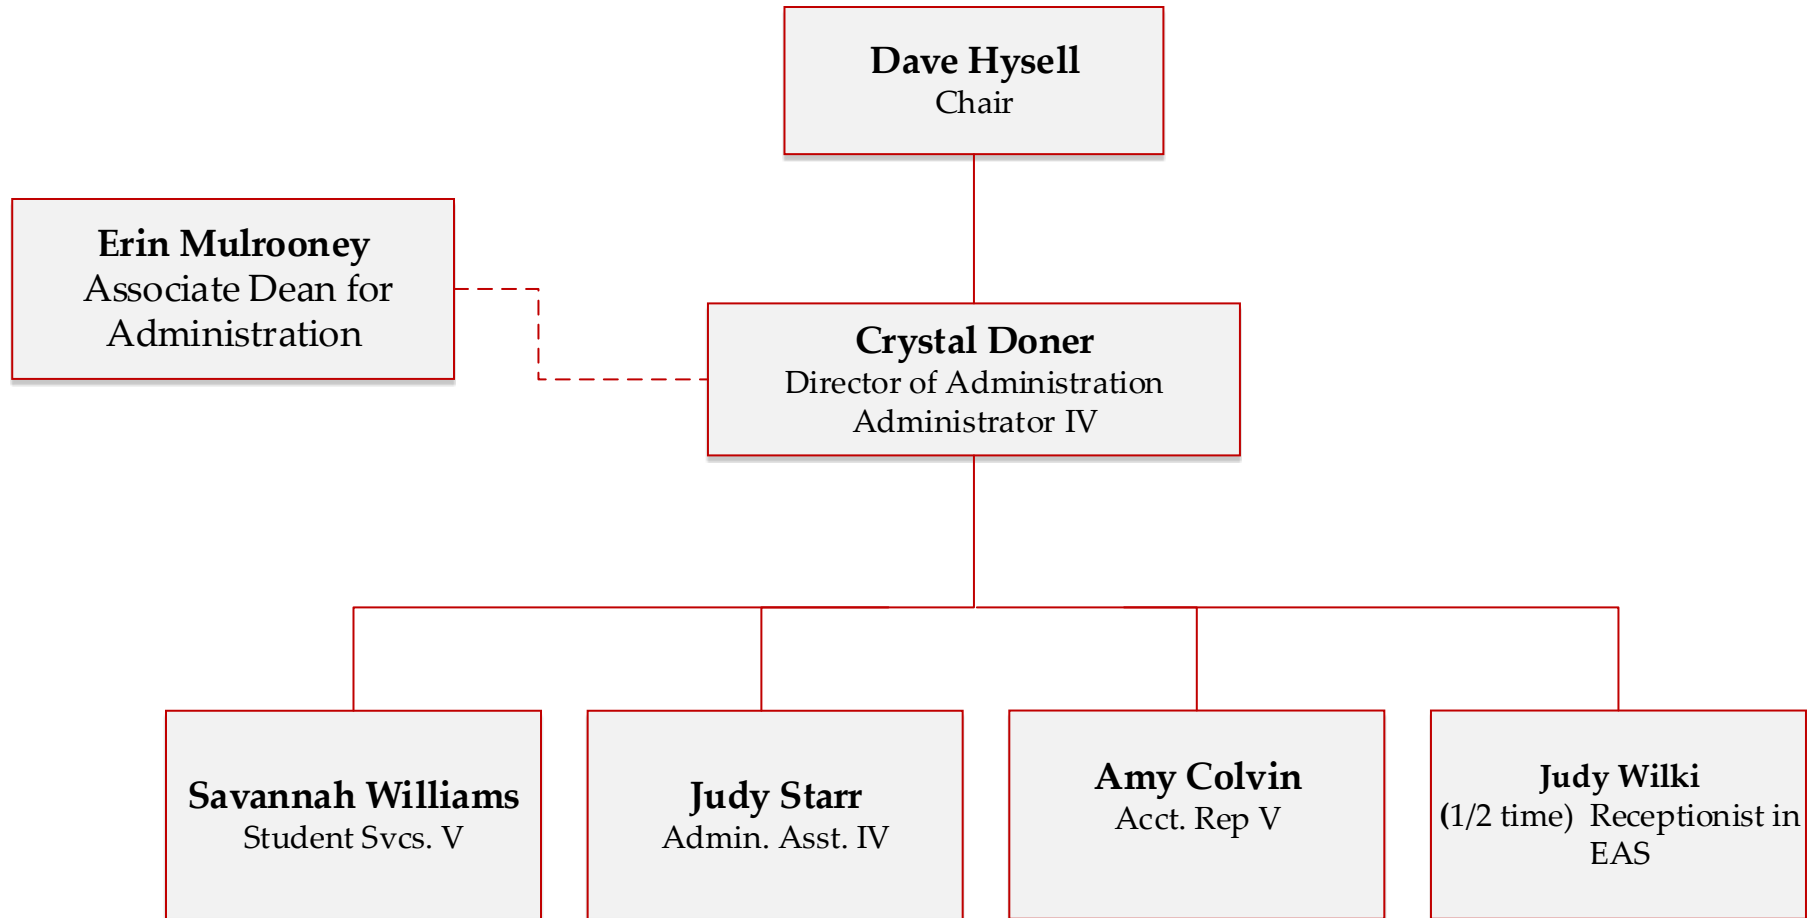 Dave Hysell
Chair
Erin Mulrooney
Associate Dean for
Administration
Crystal Doner
Director of Administration
Administrator IV
Savannah Williams
Student Svcs. V
Judy Starr
Admin. Asst. IV
Amy Colvin
Acct. Rep V
Judy Wilki
(1/2 time) Receptionist in
EAS